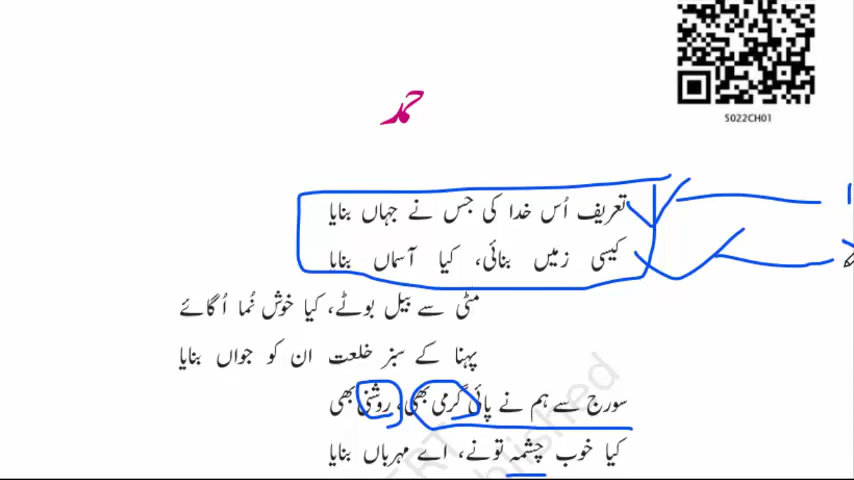 5022CH01
حمد
تعریف اُس خدا کی جس نے جہاں بنایا
کیسی زمیں بنائی، کیا آسماں بنایا
مٹی سے بیل بوٹے، کیا خوش نُما اُگائے
پہنا کے سبز خلعت ان کو جواں بنایا
سورج سے ہم نے پائی گرمی بھی، روشنی بھی
کیا خوب چشمہ تونے، اے مہرباں بنایا